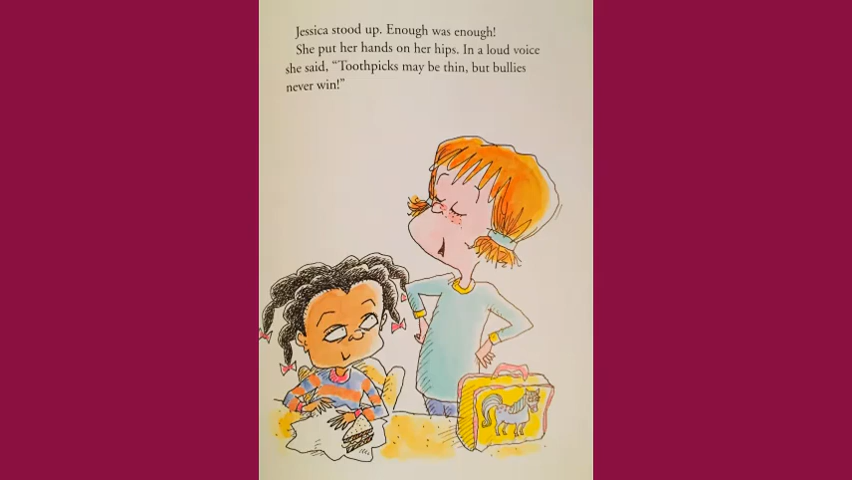 Jessica stood up. Enough was enough!
She put her hands on her hips. In a loud voice
she said, “Toothpicks may be thin, but bullies
never win!”